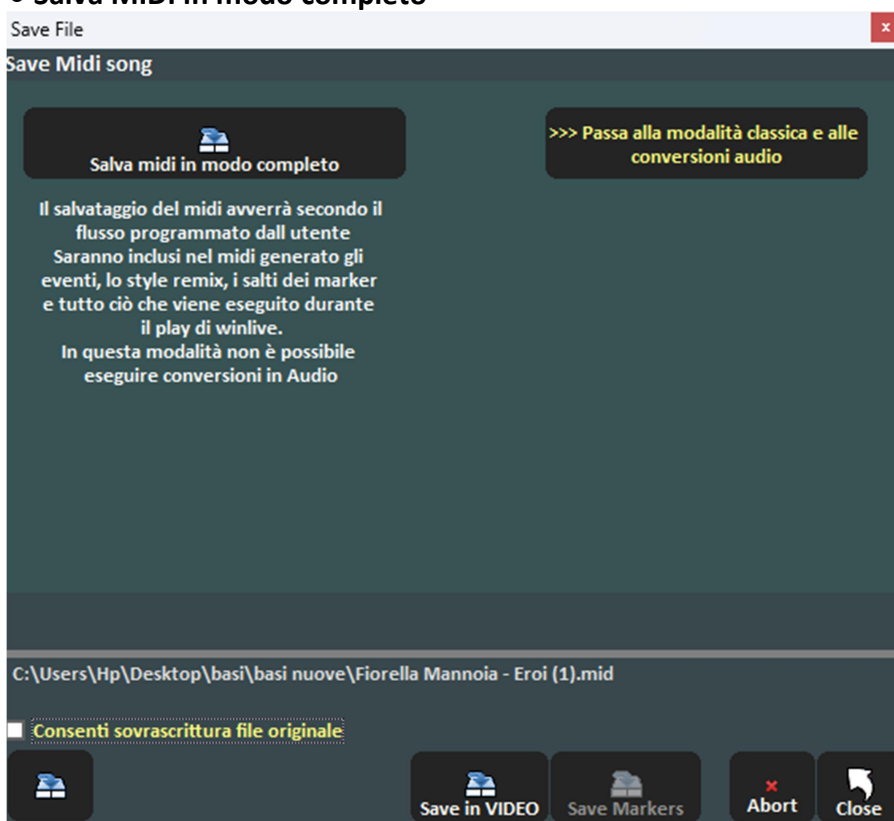 • Salva MIDI in modo completo
Save File
x
Save Midi song
Salva midi in modo completo
>>> Passa alla modalità classica e alle
conversioni audio
Il salvataggio del midi avverrà secondo il
flusso programmato dall utente
Saranno inclusi nel midi generato gli
eventi, lo style remix, i salti dei marker
e tutto ciò che viene eseguito durante
il play di winlive.
In questa modalità non è possibile
eseguire conversioni in Audio
C:\Users\Hp\Desktop\basi\basi nuove\Fiorella Mannoia - Eroi (1).mid
Consenti sovrascrittura file originale
Save in VIDEO
Save Markers
Abort
Close